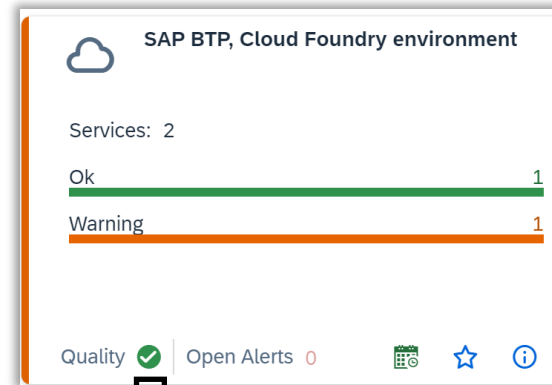 SAP BTP, Cloud Foundry environment
Services: 2
Ok 1
Warning 1
Quality Open Alerts 0